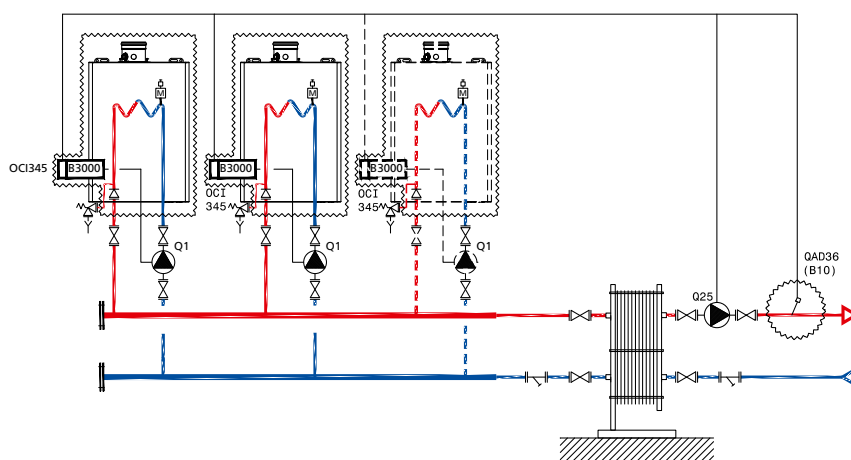 M
M
M
OCI345
B3000
B3000
B3000
OCI
345
OCI
345
Q1
Q1
Q1
Q25
QAD36
(B10)